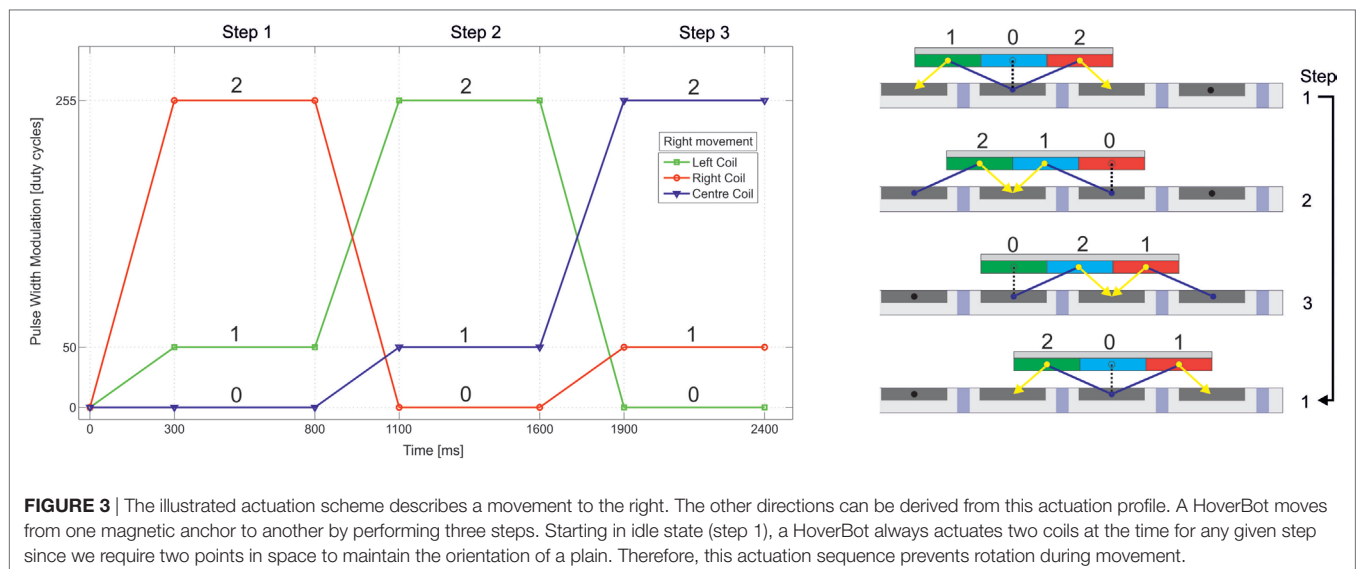 Step 1 Step 2 Step 3
255
50
0
Pulse Width Modulation [duty cycles]
2 2 2
1 1 1
0 0 0
Right movement
Left Coil
Right Coil
Centre Coil
0 300 800 1100 1600 1900 2400
Time [ms]
1 0 2
Step
1
2 1 0
2
0 2 1
3
2 0 1
1
FIGURE 3 | The illustrated actuation scheme describes a movement to the right. The other directions can be derived from this actuation profile. A HoverBot moves
from one magnetic anchor to another by performing three steps. Starting in idle state (step 1), a HoverBot always actuates two coils at the time for any given step
since we require two points in space to maintain the orientation of a plain. Therefore, this actuation sequence prevents rotation during movement.